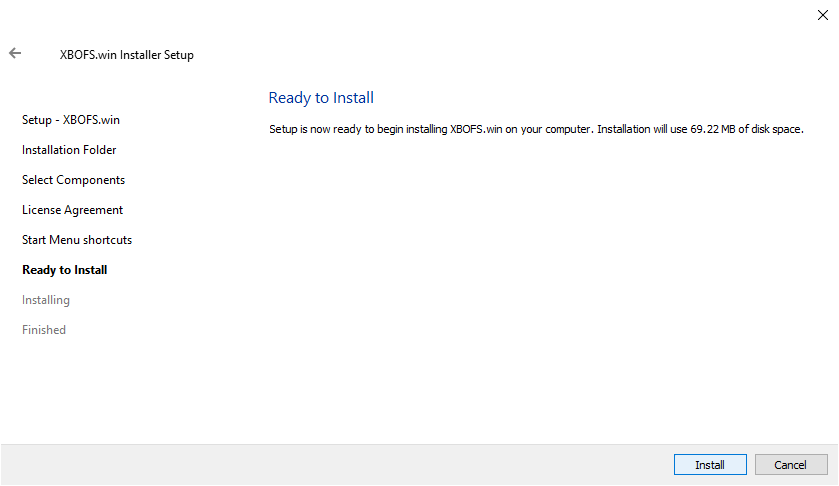 XBOFS.win Installer Setup
Ready to Install
Setup is now ready to begin installing XBOFS.win on your computer. Installation will use 69.22 MB of disk space.
Setup - XBOFS.win
Installation Folder
Select Components
License Agreement
Start Menu shortcuts
Ready to Install
Installing
Finished
Install
Cancel